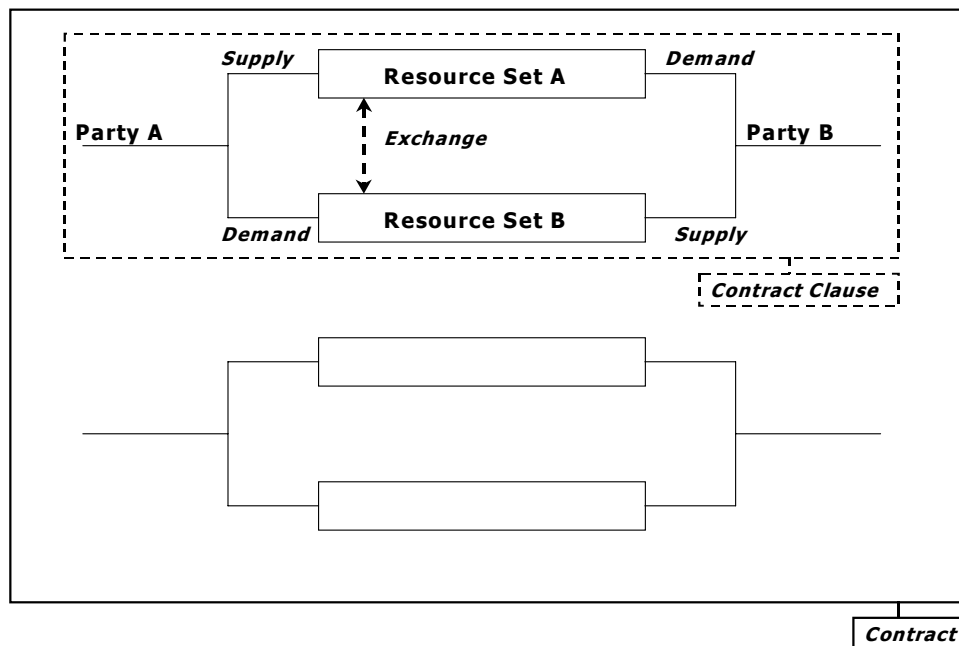 Supply
Resource Set A
Demand
Party A
Exchange
Party B
Demand
Resource Set B
Supply
Contract Clause
Contract